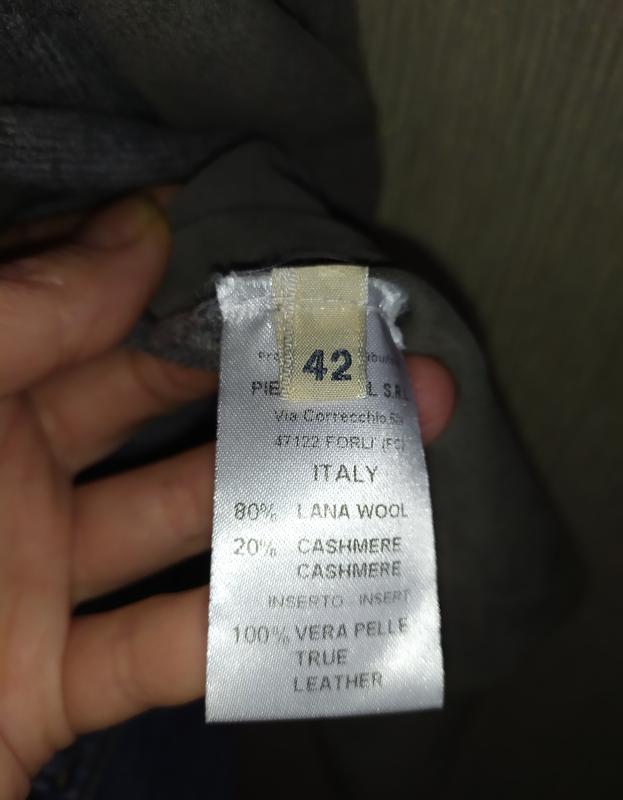 42
L S.R.L
Via Correcchio
47122 FORLI' (FC)
ITALY
80% LANA WOOL
20% CASHMERE
CASHMERE
INSERTO INSERT
100% VERA PELLE
TRUE
LEATHER